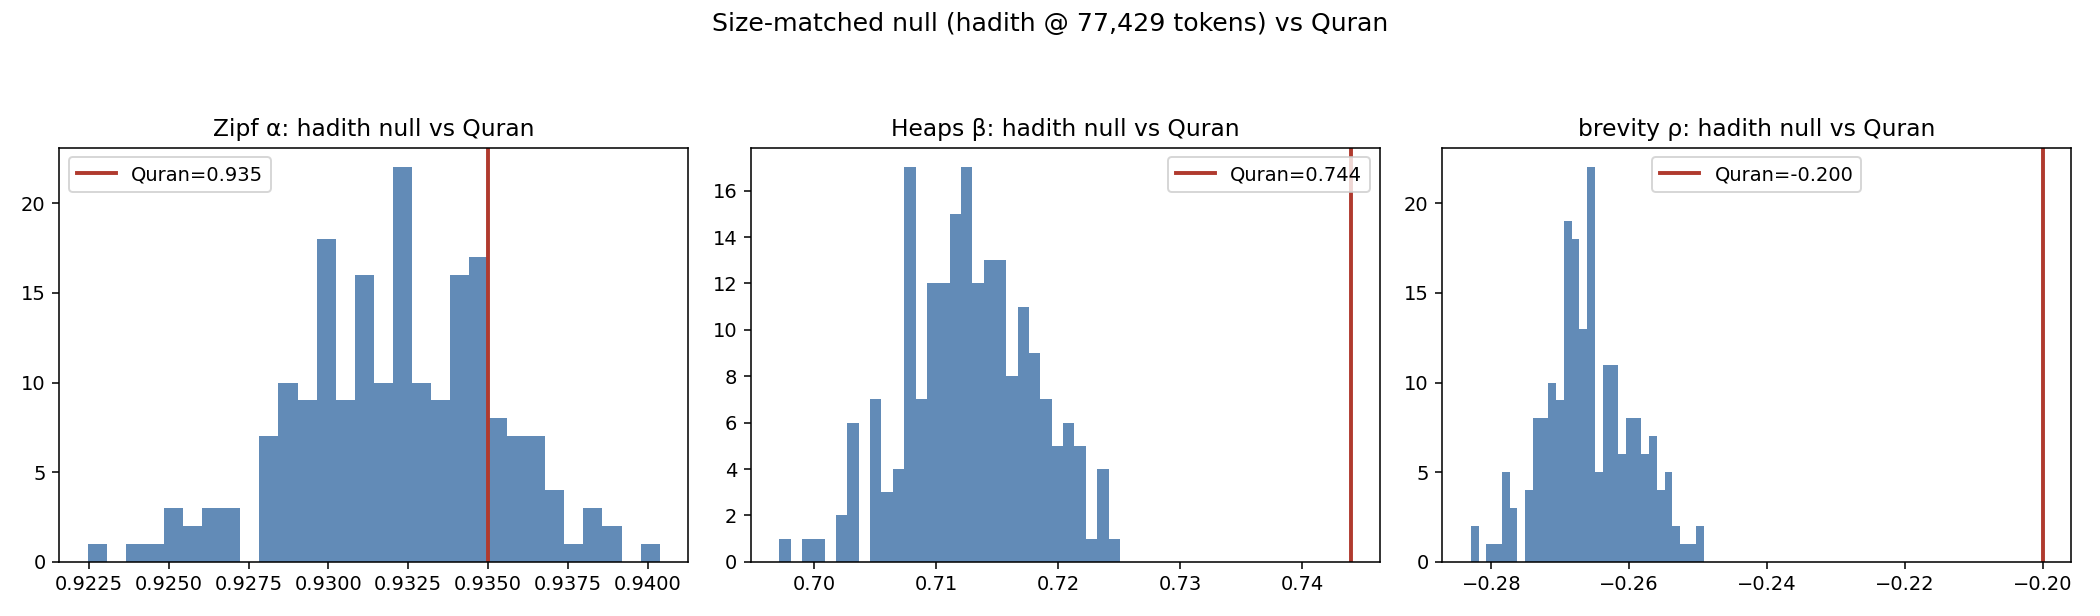 Size-matched null (hadith @ 77,429 tokens) vs Quran
Zipf α: hadith null vs Quran
Quran=0.935
20
15
10
5
0
0.9225 0.9250 0.9275 0.9300 0.9325 0.9350 0.9375 0.9400
Heaps β: hadith null vs Quran
Quran=0.744
16
14
12
10
8
6
4
2
0
0.70 0.71 0.72 0.73 0.74
brevity ρ: hadith null vs Quran
Quran=-0.200
20
15
10
5
0
−0.28 −0.26 −0.24 −0.22 −0.20